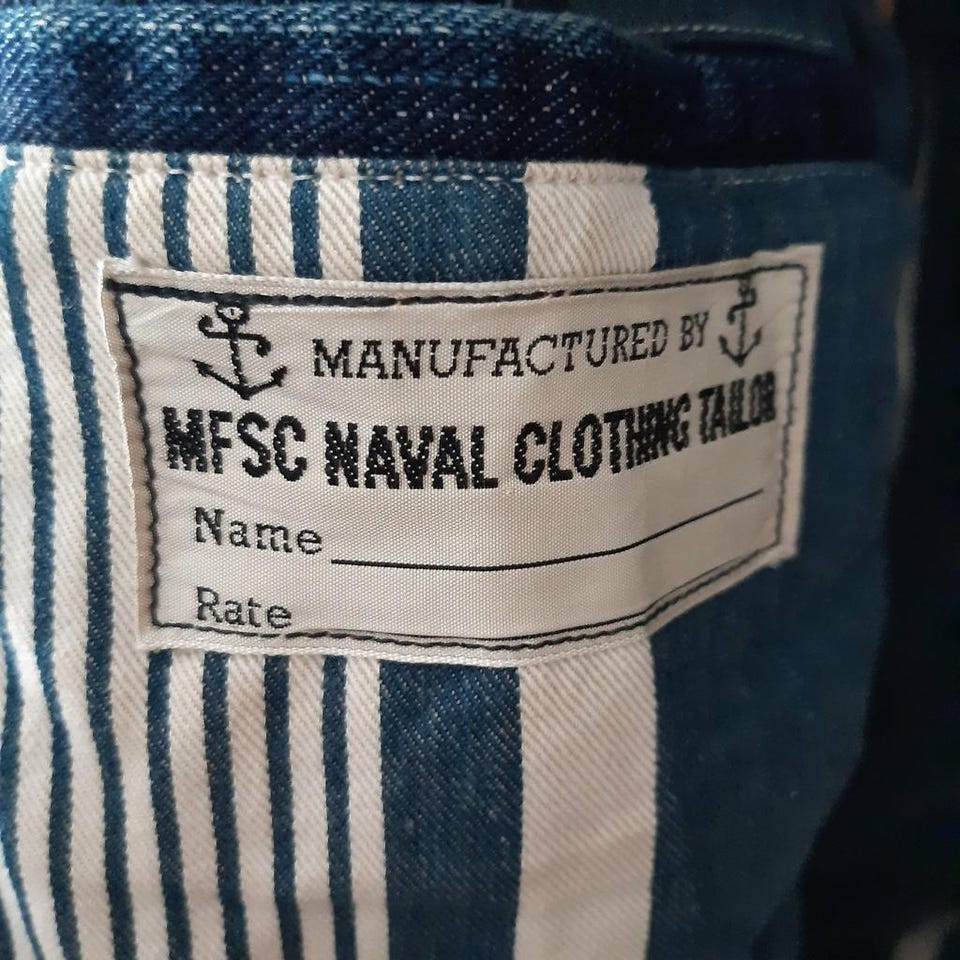 MANUFACTURED BY
MFSC NAVAL CLOTHING TAILOR
Name
Rate